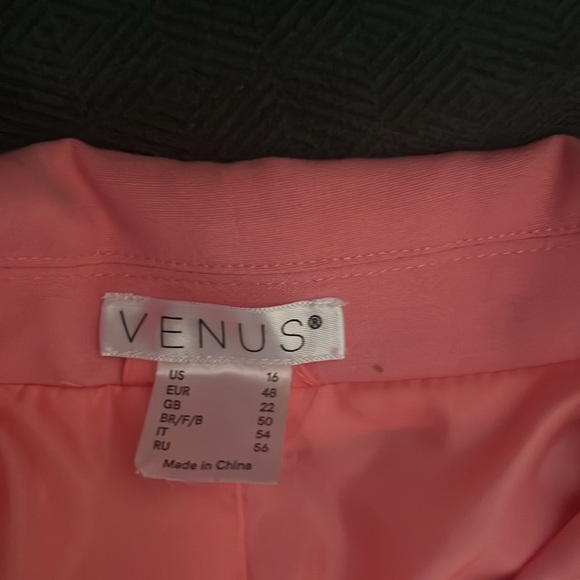 VENUS®
US 16
EUR 48
GB 22
BR/F/B 50
IT 54
RU 56
Made in China